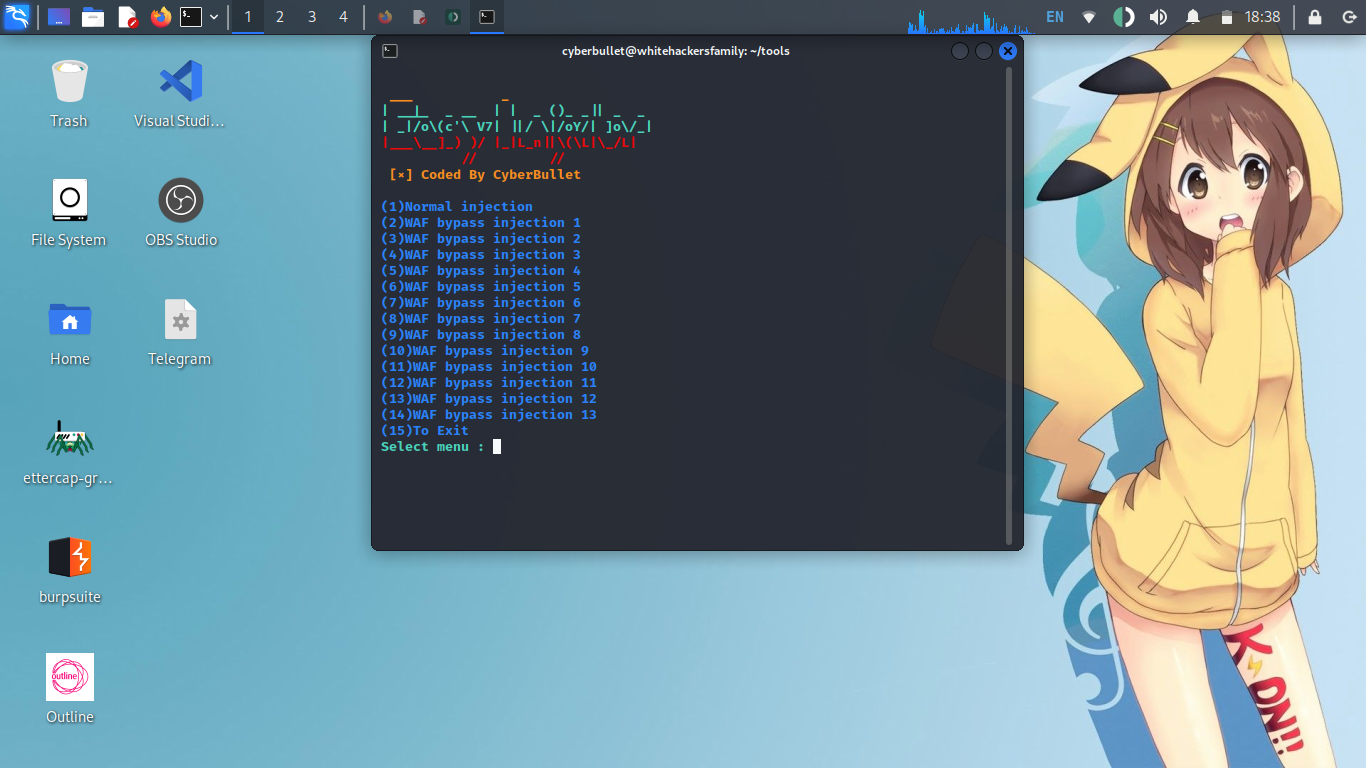 1 2 3 4
EN 18:38
cyberbullet@whitehackersfamily: ~/tools
Trash
Visual Studi...
File System
OBS Studio
Home
Telegram
ettercap-gr...
burpsuite
outline
Outline
[×] Coded By CyberBullet
(1)Normal injection
(2)WAF bypass injection 1
(3)WAF bypass injection 2
(4)WAF bypass injection 3
(5)WAF bypass injection 4
(6)WAF bypass injection 5
(7)WAF bypass injection 6
(8)WAF bypass injection 7
(9)WAF bypass injection 8
(10)WAF bypass injection 9
(11)WAF bypass injection 10
(12)WAF bypass injection 11
(13)WAF bypass injection 12
(14)WAF bypass injection 13
(15)To Exit
Select menu :
K-ON!!